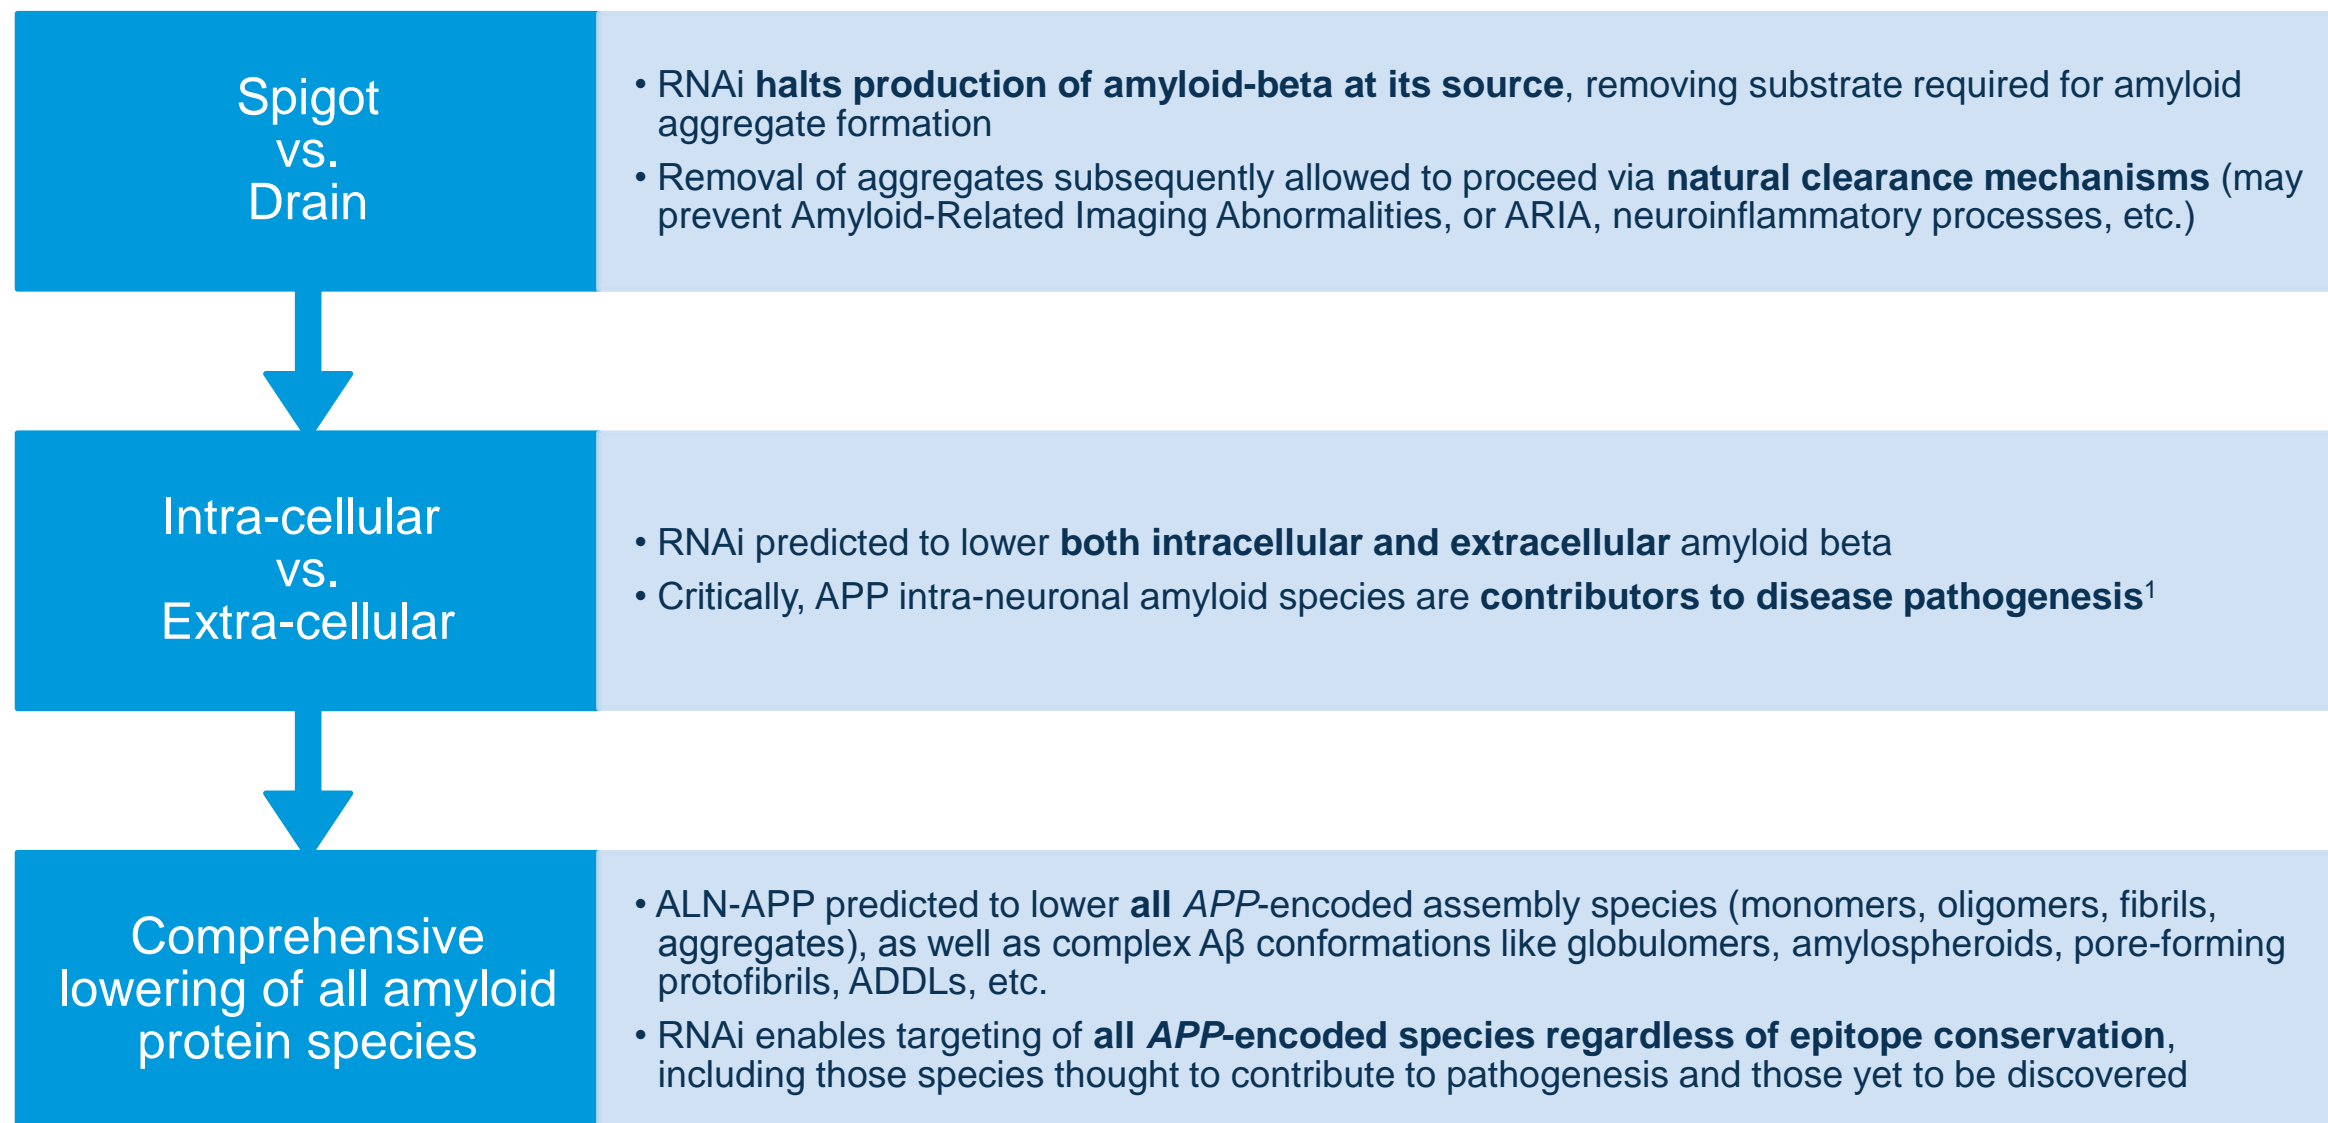 Spigot
vs.
Drain
• RNAi halts production of amyloid-beta at its source, removing substrate required for amyloid
aggregate formation
• Removal of aggregates subsequently allowed to proceed via natural clearance mechanisms (may
prevent Amyloid-Related Imaging Abnormalities, or ARIA, neuroinflammatory processes, etc.)
Intra-cellular
vs.
Extra-cellular
• RNAi predicted to lower both intracellular and extracellular amyloid beta
• Critically, APP intra-neuronal amyloid species are contributors to disease pathogenesis¹
Comprehensive
lowering of all amyloid
protein species
• ALN-APP predicted to lower all APP-encoded assembly species (monomers, oligomers, fibrils,
aggregates), as well as complex Aβ conformations like globulomers, amylospheroids, pore-forming
protofibrils, ADDLs, etc.
• RNAi enables targeting of all APP-encoded species regardless of epitope conservation,
including those species thought to contribute to pathogenesis and those yet to be discovered